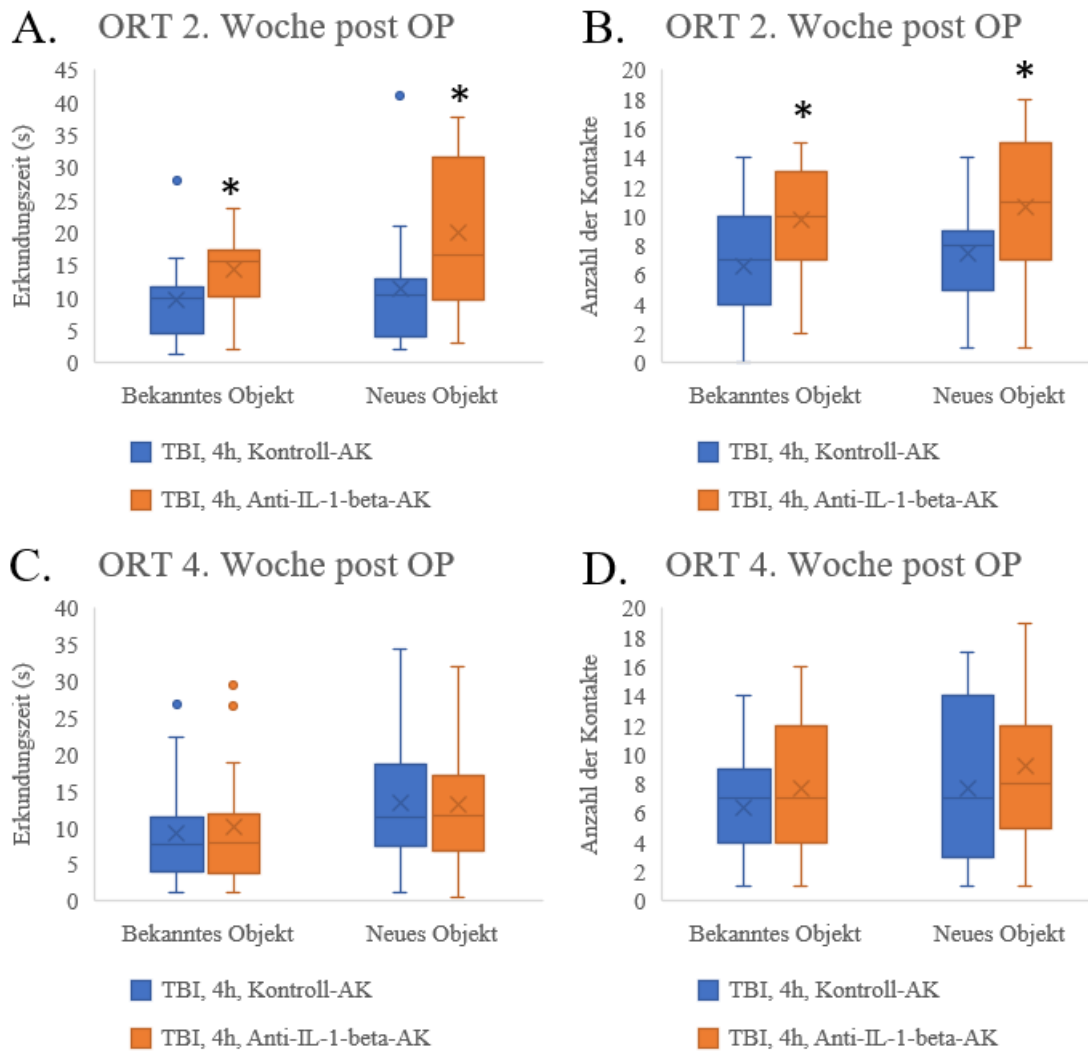 A. ORT 2. Woche post OP
Erkundungszeit (s)
45
40
35
30
25
20
15
10
5
0
*
*
Bekanntes Objekt Neues Objekt
TBI, 4h, Kontroll-AK
TBI, 4h, Anti-IL-1-beta-AK
B. ORT 2. Woche post OP
Anzahl der Kontakte
20
18
16
14
12
10
8
6
4
2
0
*
*
Bekanntes Objekt Neues Objekt
TBI, 4h, Kontroll-AK
TBI, 4h, Anti-IL-1-beta-AK
C. ORT 4. Woche post OP
Erkundungszeit (s)
40
35
30
25
20
15
10
5
0
Bekanntes Objekt Neues Objekt
TBI, 4h, Kontroll-AK
TBI, 4h, Anti-IL-1-beta-AK
D. ORT 4. Woche post OP
Anzahl der Kontakte
20
18
16
14
12
10
8
6
4
2
0
Bekanntes Objekt Neues Objekt
TBI, 4h, Kontroll-AK
TBI, 4h, Anti-IL-1-beta-AK